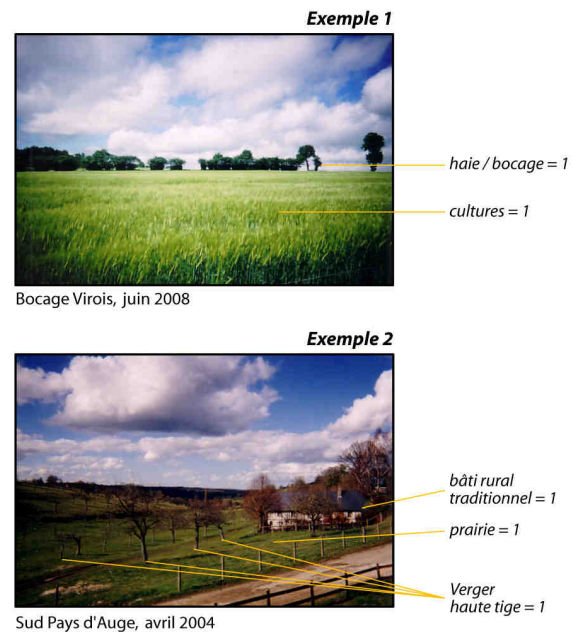 Exemple 1
haie / bocage = 1
cultures = 1
Bocage Virois, juin 2008
Exemple 2
bâti rural
traditionnel = 1
prairie = 1
Verger
haute tige = 1
Sud Pays d'Auge, avril 2004